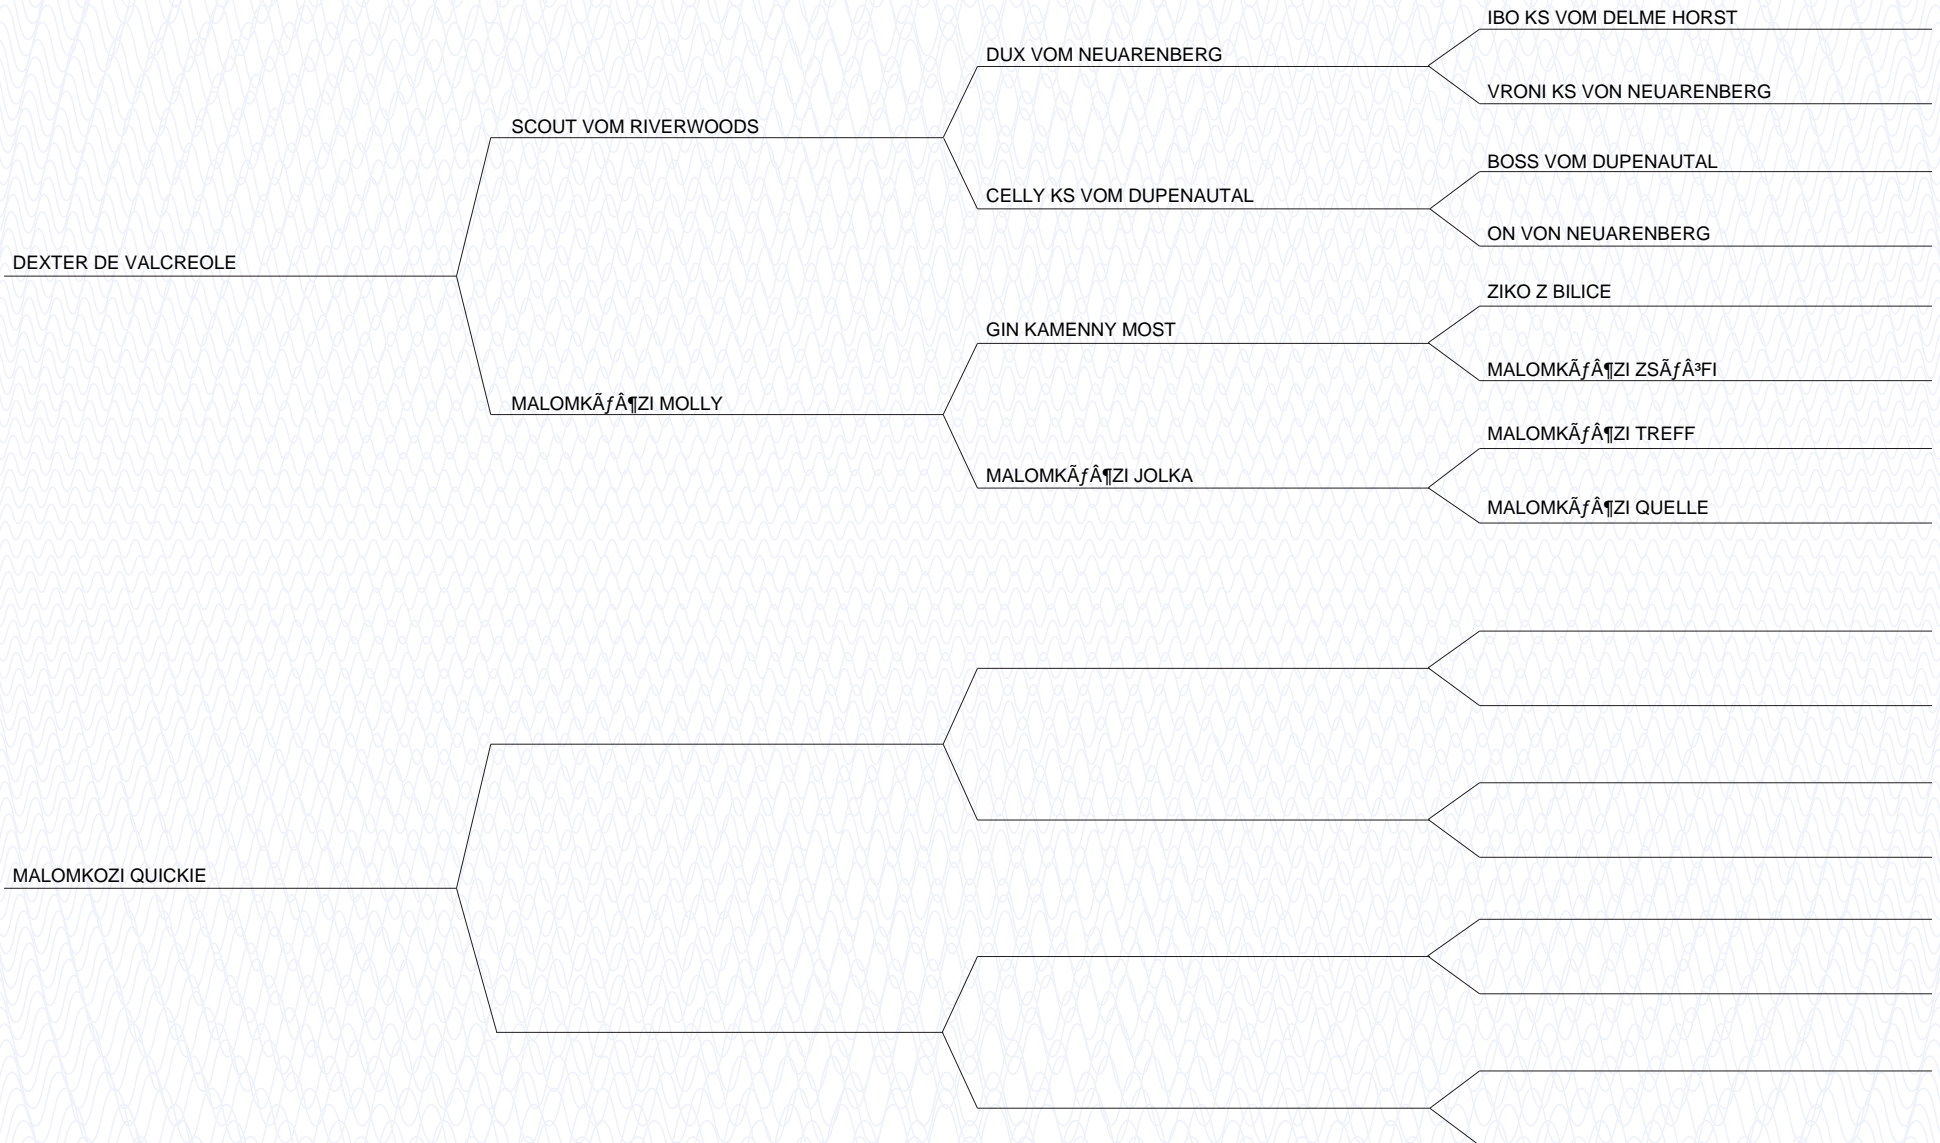 IBO KS VOM DELME HORST
DUX VOM NEUARENBERG
VRONI KS VON NEUARENBERG
SCOUT VOM RIVERWOODS
BOSS VOM DUPENAUTAL
CELLY KS VOM DUPENAUTAL
ON VON NEUARENBERG
DEXTER DE VALCREOLE
ZIKO Z BILICE
GIN KAMENNY MOST
MALOMKÃƒÂ¶ZI ZSÃƒÂ³FI
MALOMKÃƒÂ¶ZI MOLLY
MALOMKÃƒÂ¶ZI TREFF
MALOMKÃƒÂ¶ZI JOLKA
MALOMKÃƒÂ¶ZI QUELLE
MALOMKOZI QUICKIE